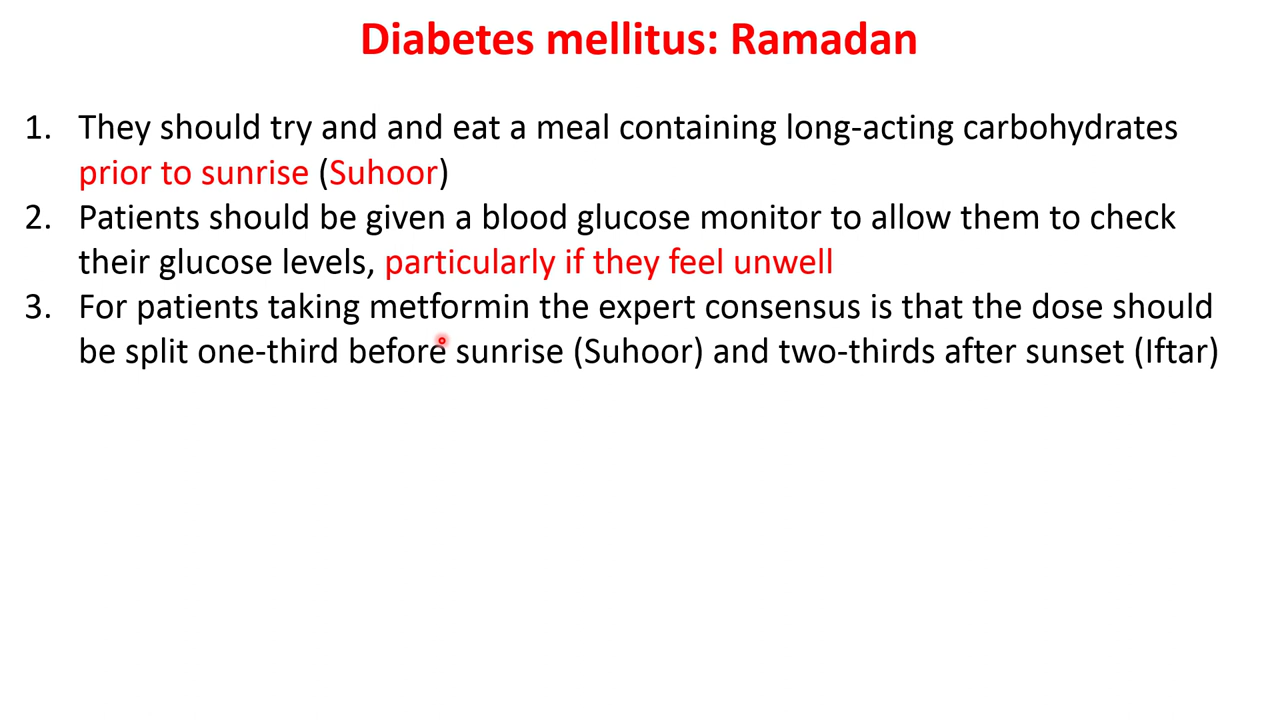 Diabetes mellitus: Ramadan
1. They should try and and eat a meal containing long-acting carbohydrates
prior to sunrise (Suhoor)
2. Patients should be given a blood glucose monitor to allow them to check
their glucose levels, particularly if they feel unwell
3. For patients taking metformin the expert consensus is that the dose should
be split one-third before sunrise (Suhoor) and two-thirds after sunset (Iftar)